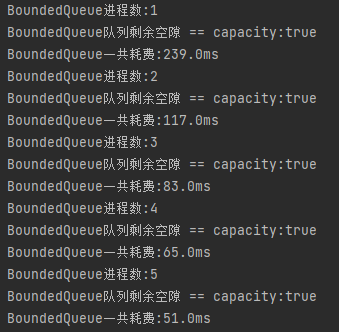 BoundedQueue进程数:1
BoundedQueue队列剩余空隙 == capacity:true
BoundedQueue一共耗费:239.0ms
BoundedQueue进程数:2
BoundedQueue队列剩余空隙 == capacity:true
BoundedQueue一共耗费:117.0ms
BoundedQueue进程数:3
BoundedQueue队列剩余空隙 == capacity:true
BoundedQueue一共耗费:83.0ms
BoundedQueue进程数:4
BoundedQueue队列剩余空隙 == capacity:true
BoundedQueue一共耗费:65.0ms
BoundedQueue进程数:5
BoundedQueue队列剩余空隙 == capacity:true
BoundedQueue一共耗费:51.0ms